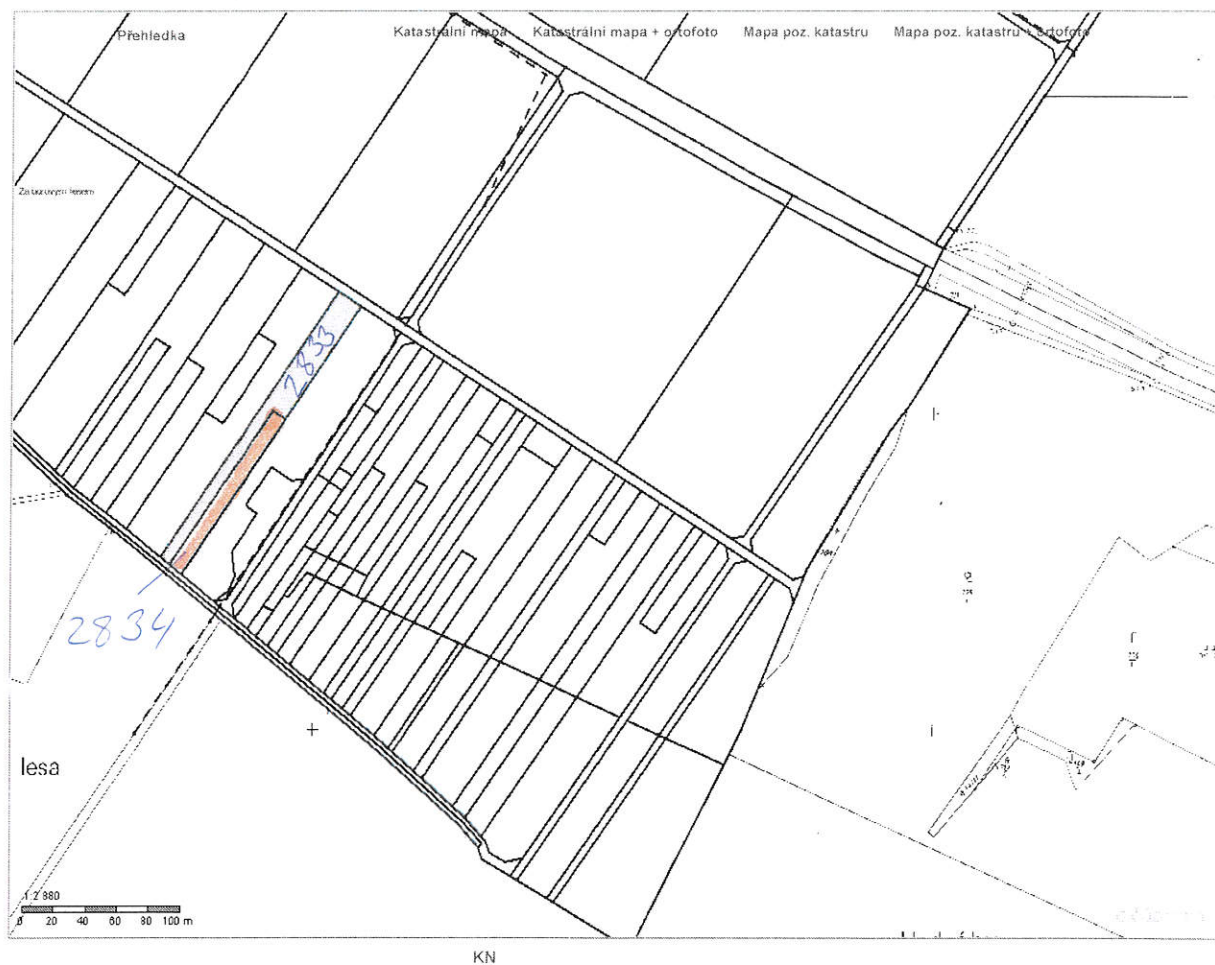 Přehledka Katastrální mapa Katastrální mapa + ortofoto Mapa poz. katastru Mapa poz. katastru + ortofoto
2833
2834
lesa
1:2 880
0 20 40 60 80 100 m
KN